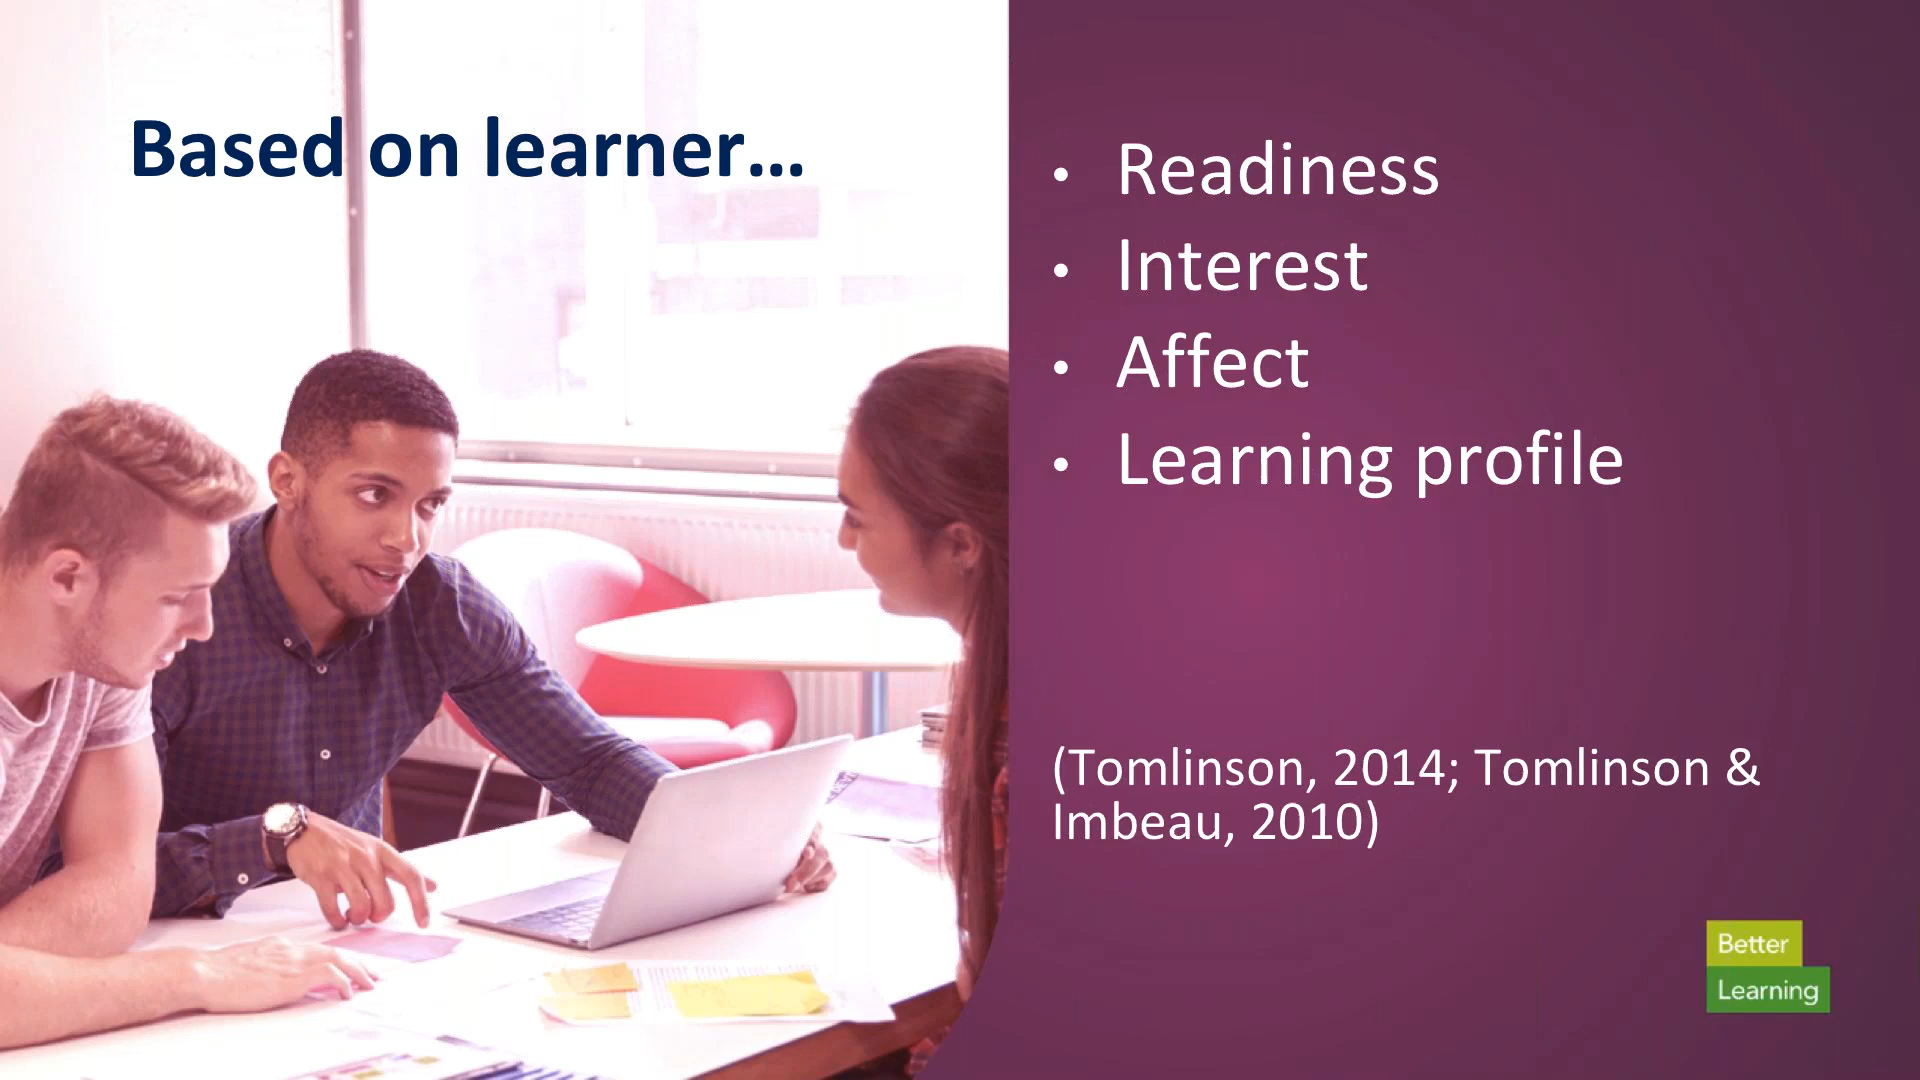 Based on learner...
• Readiness
• Interest
• Affect
• Learning profile
(Tomlinson, 2014; Tomlinson &
Imbeau, 2010)
Better
Learning